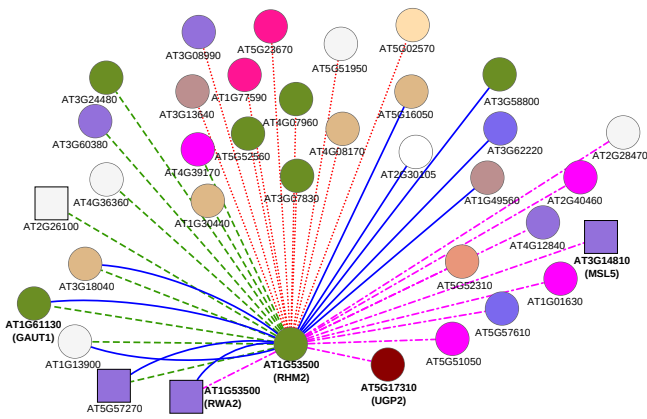 AT3G08990
AT5G23670
AT5G02570
AT5G51950
AT3G24480
AT1G77590
AT3G58800
AT3G13640
AT4G07960
AT5G16050
AT3G60380
AT5G52560
AT4G08170
AT3G62220
AT2G28470
AT4G39170
AT2G30105
AT4G36360
AT3G07830
AT1G49560
AT2G40460
AT2G26100
AT1G30440
AT4G12840
AT3G14810
(MSL5)
AT3G18040
AT5G52310
AT1G01630
AT1G61130
(GAUT1)
AT5G57610
AT1G13900
AT1G53500
(RHM2)
AT5G51050
AT5G57270
AT1G53500
(RWA2)
AT5G17310
(UGP2)